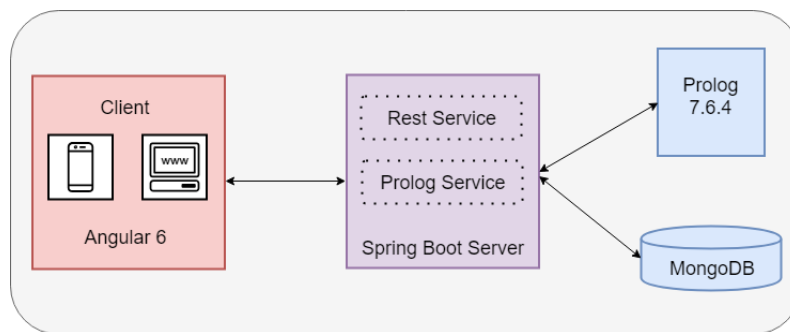 Client
www
Angular 6
Rest Service
Prolog Service
Spring Boot Server
Prolog
7.6.4
MongoDB